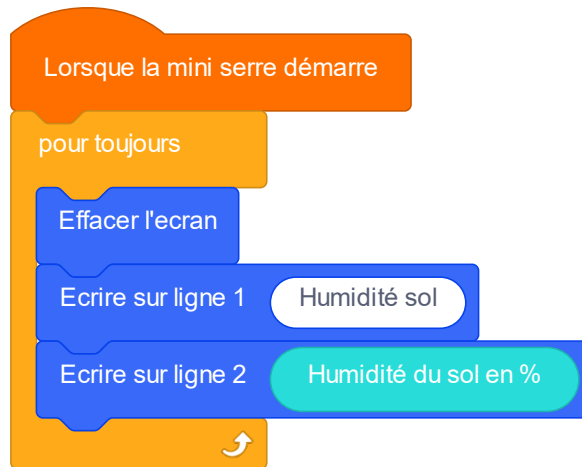 Lorsque la mini serre démarre
pour toujours
Effacer l'ecran
Ecrire sur ligne 1 Humidité sol
Ecrire sur ligne 2 Humidité du sol en %